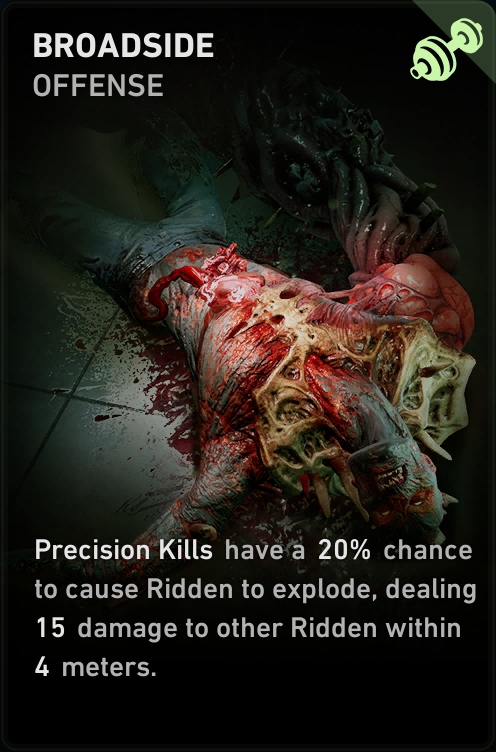 BROADSIDE
OFFENSE
Precision Kills have a 20% chance
to cause Ridden to explode, dealing
15 damage to other Ridden within
4 meters.